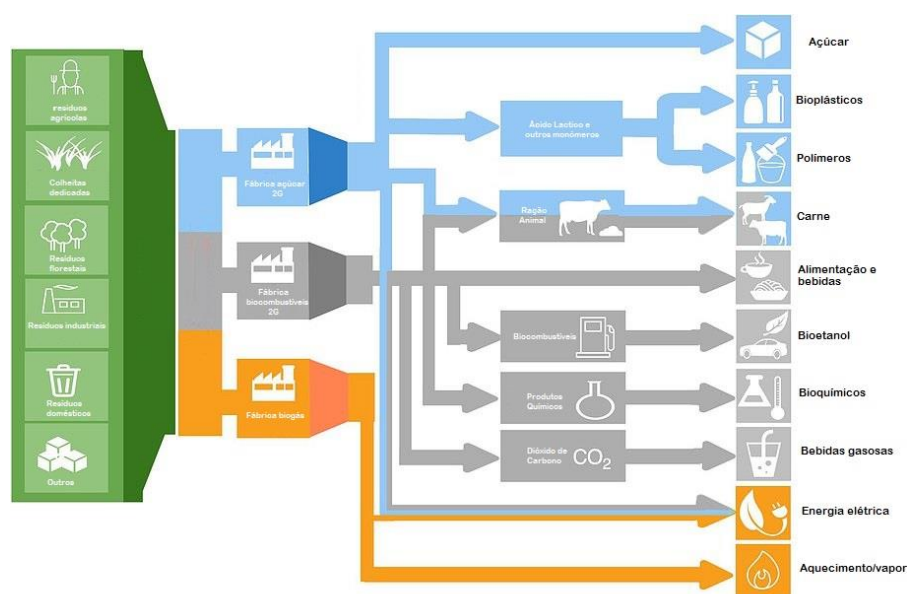 resíduos
agrícolas
Colheitas
dedicadas
Resíduos
florestais
Resíduos industriais
Resíduos
domésticos
Outros
Fábrica açúcar
2G
Fábrica
biocombustíveis
2G
Fábrica biogás
Ácido Lactico e
outros monómeros
Ração
Animal
Biocombustíveis
Produtos
Químicos
Dióxido de
Carbono
CO2
Açúcar
Bioplásticos
Polímeros
Carne
Alimentação e
bebidas
Bioetanol
Bioquímicos
Bebidas gasosas
Energia elétrica
Aquecimento/vapor